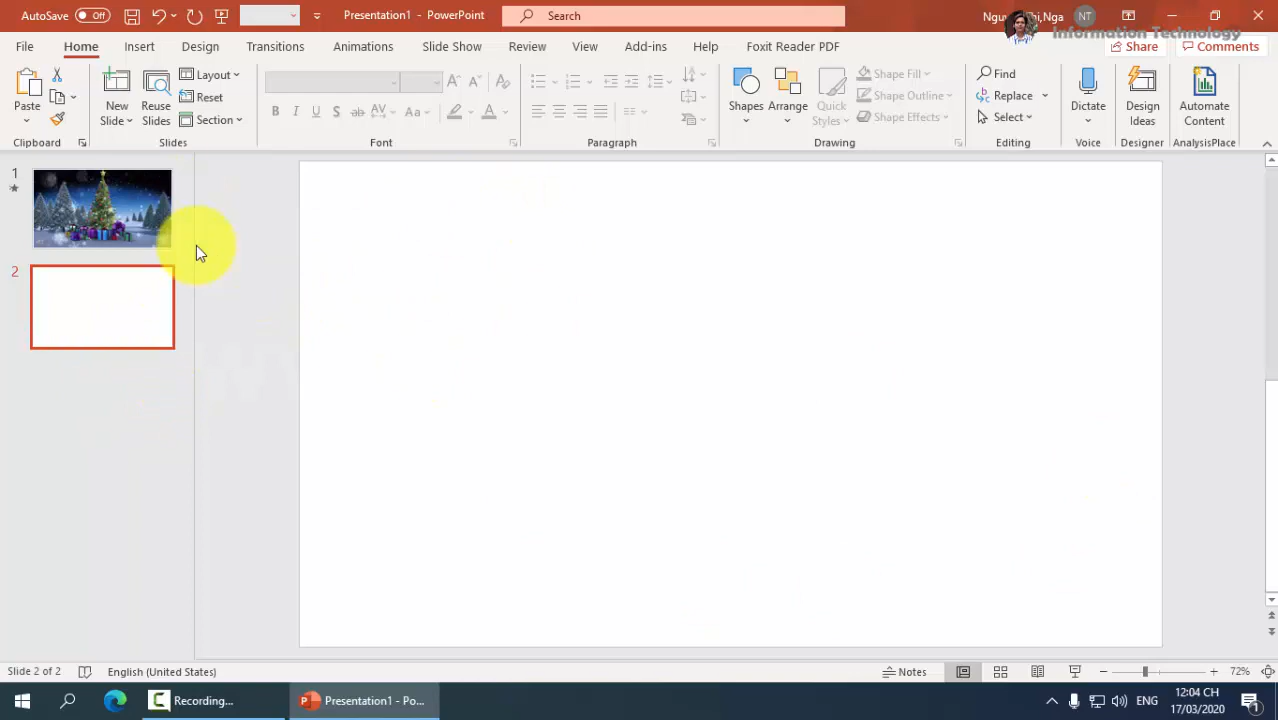 AutoSave Off Presentation1 - PowerPoint Search NT
Information Technology
File Home Insert Design Transitions Animations Slide Show Review View Add-ins Help Foxit Reader PDF Share Comments
Paste New Slide Reuse Slides Layout Reset Section
B I U S ab AV Aa A A A
Shapes Arrange Quick Styles Shape Fill Shape Outline Shape Effects
Find Replace Select Dictate Design Ideas Automate Content
Clipboard Slides Font Paragraph Drawing Editing Voice Designer AnalysisPlace
1
2
Slide 2 of 2 English (United States) Notes 72%
Recording... Presentation1 - Po... ENG 12:04 CH
17/03/2020
1